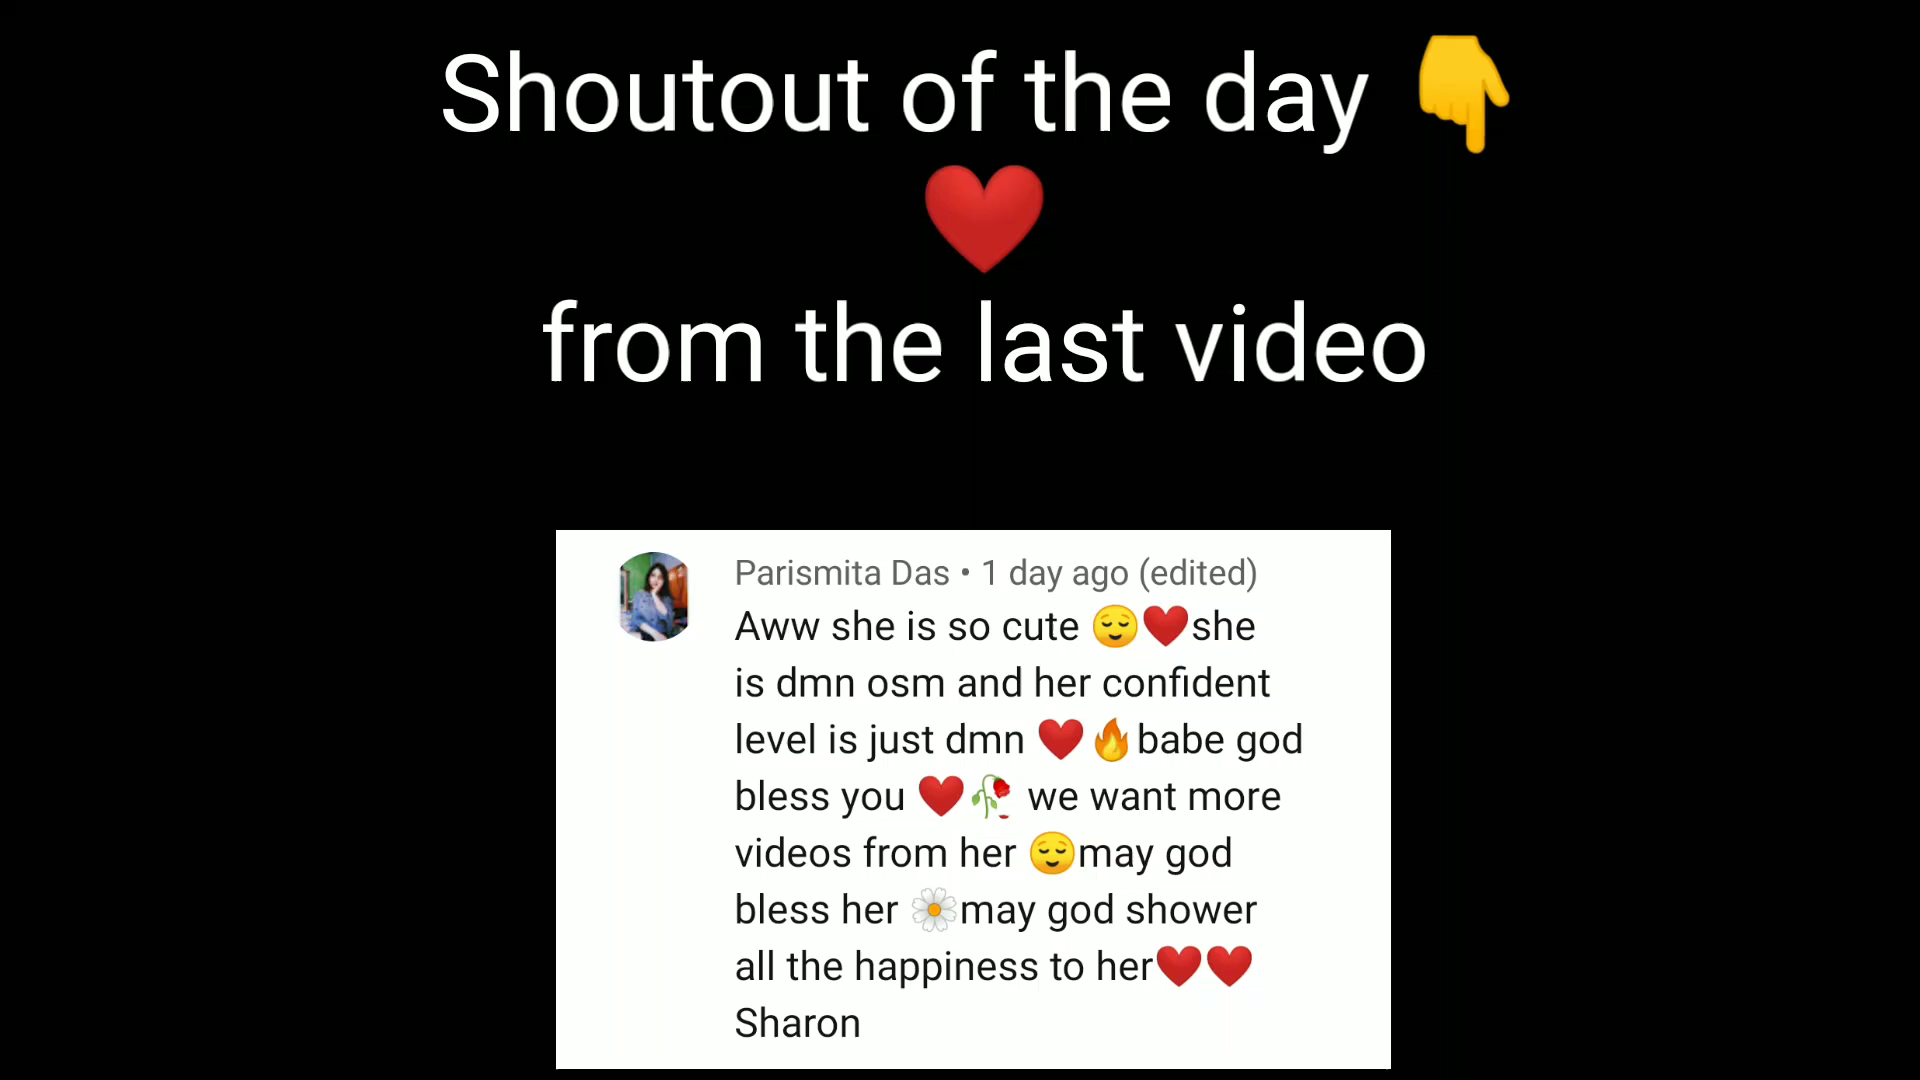 Shoutout of the day 👇
❤️
from the last video
Parismita Das • 1 day ago (edited)
Aww she is so cute 😌❤️she
is dmn osm and her confident
level is just dmn ❤️🔥babe god
bless you ❤️🥀 we want more
videos from her 😌may god
bless her 🌼may god shower
all the happiness to her❤️❤️
Sharon